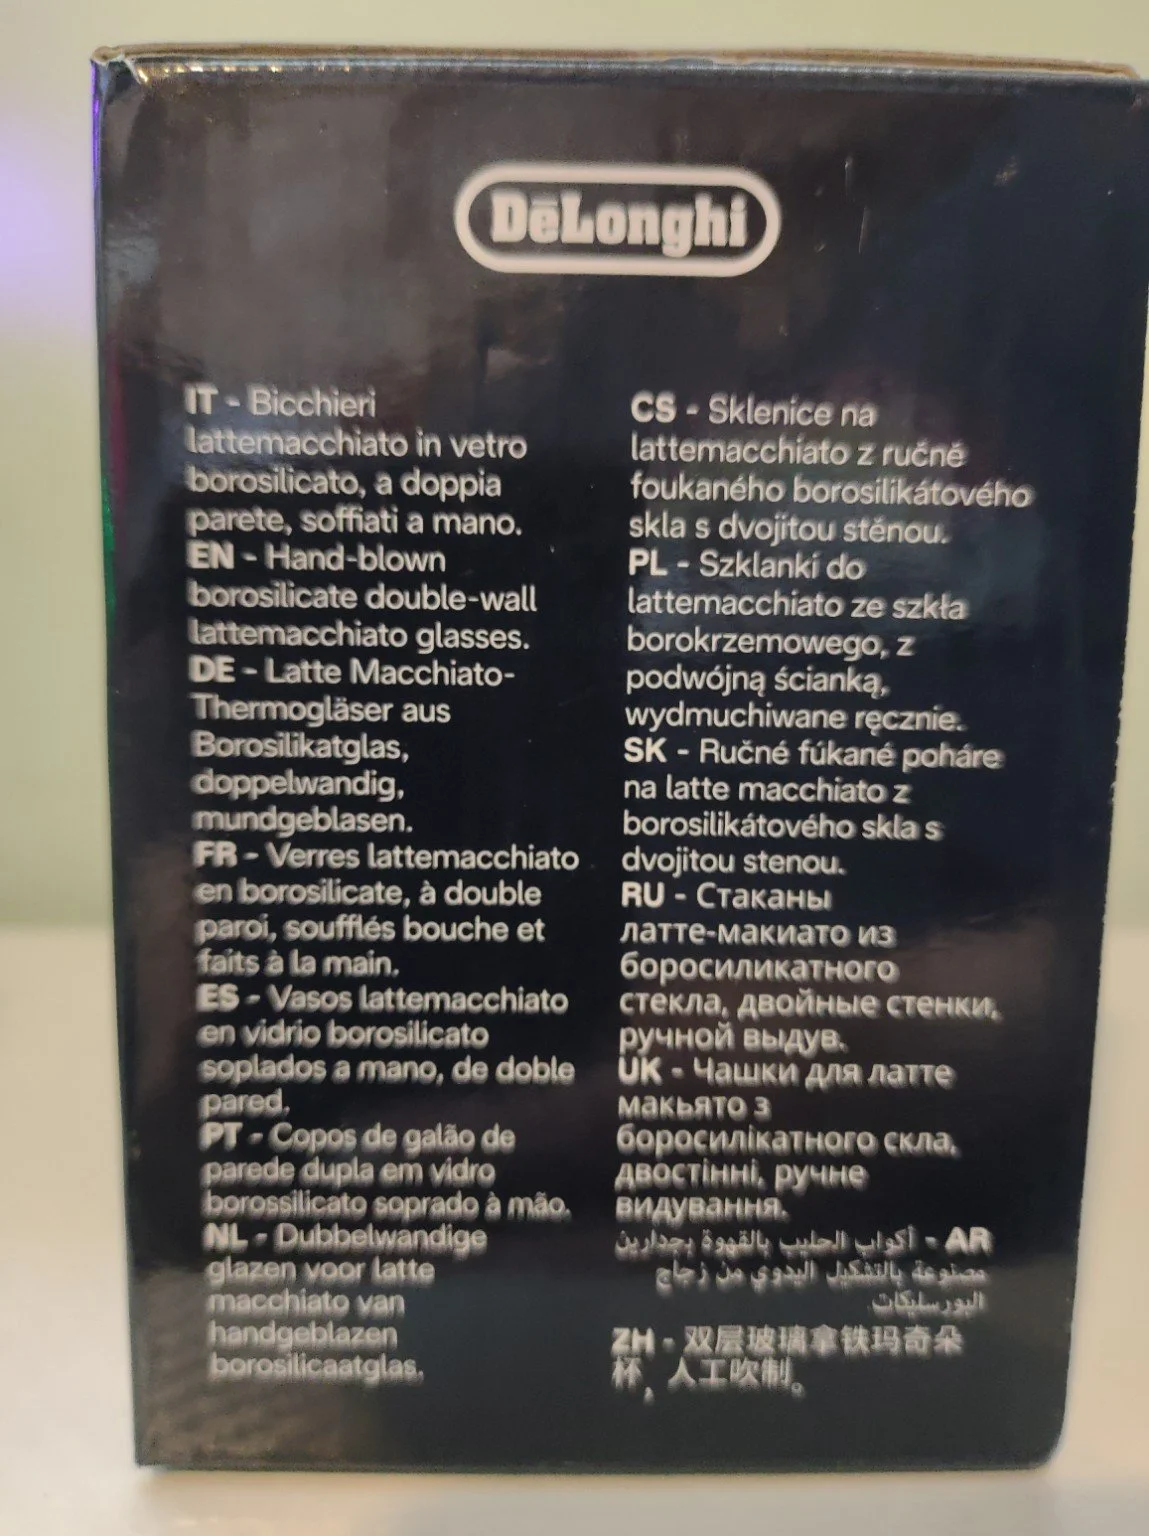 DeLonghi
IT - Bicchieri
lattemacchiato in vetro
borosilicato, a doppia
parete, soffiati a mano.
EN - Hand-blown
borosilicate double-wall
lattemacchiato glasses.
DE - Latte Macchiato-
Thermogläser aus
Borosilikatglas,
doppelwandig,
mundgeblasen.
FR - Verres lattemacchiato
en borosilicate, à double
paroi, soufflés bouche et
faits à la main.
ES - Vasos lattemacchiato
en vidrio borosilicato
soplados a mano, de doble
pared.
PT - Copos de galão de
parede dupla em vidro
borossilicato soprado à mão.
NL - Dubbelwandige
glazen voor latte
macchiato van
handgeblazen
borosilicaatglas.
CS - Sklenice na
lattemacchiato z ručně
foukaného borosilikátového
skla s dvojitou stěnou.
PL - Szklanki do
lattemacchiato ze szkła
borokrzemowego, z
podwójną ścianką,
wydmuchiwane ręcznie.
SK - Ručné fúkané poháre
na latte macchiato z
borosilikátového skla s
dvojitou stenou.
RU - Стаканы
латте-макиато из
боросиликатного
стекла, двойные стенки,
ручной выдув.
UK - Чашки для латте
макьято з
боросилікатного скла,
двостінні, ручне
видування.
AR - أكواب الحليب بالقهوة بجدارين
مصنوعة بالتشكيل اليدوي من زجاج
البورسليكات
ZH - 双层玻璃拿铁玛奇朵
杯，人工吹制。